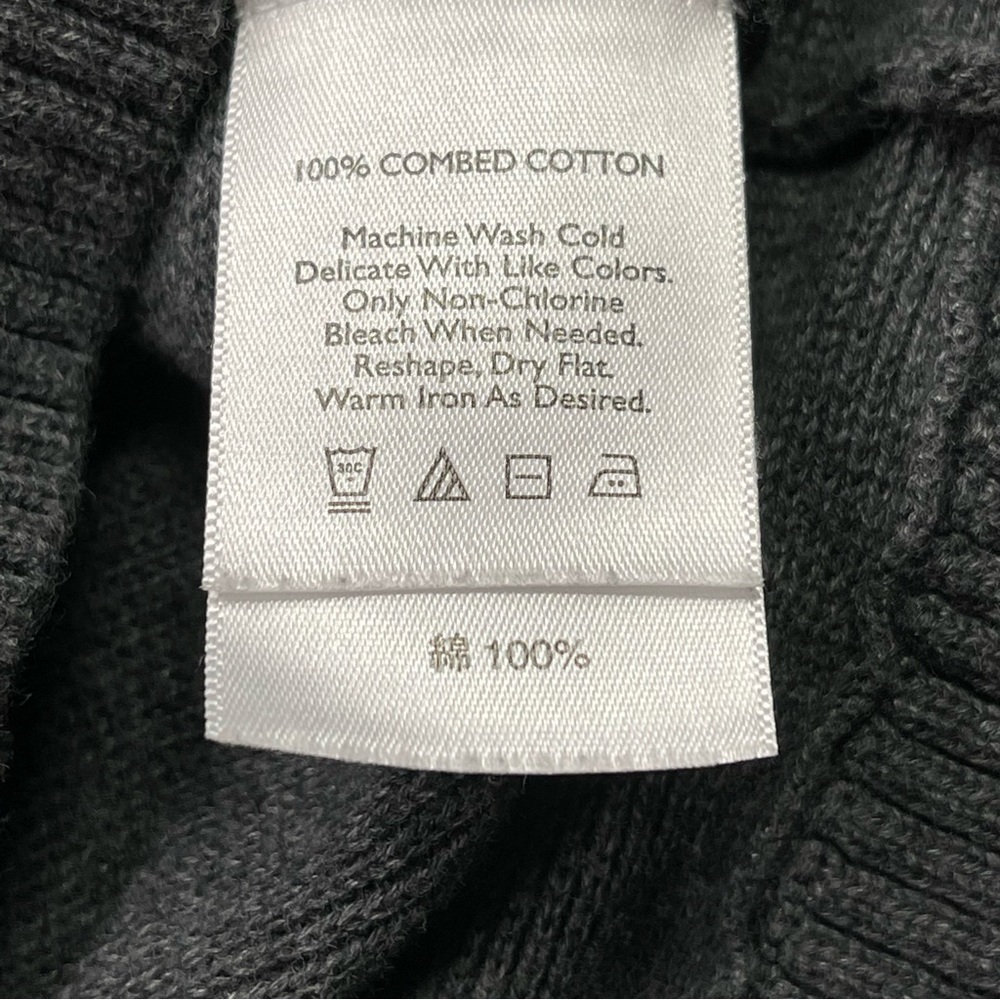 100% COMBED COTTON
Machine Wash Cold
Delicate With Like Colors.
Only Non-Chlorine
Bleach When Needed.
Reshape, Dry Flat.
Warm Iron As Desired.
30C
綿 100%